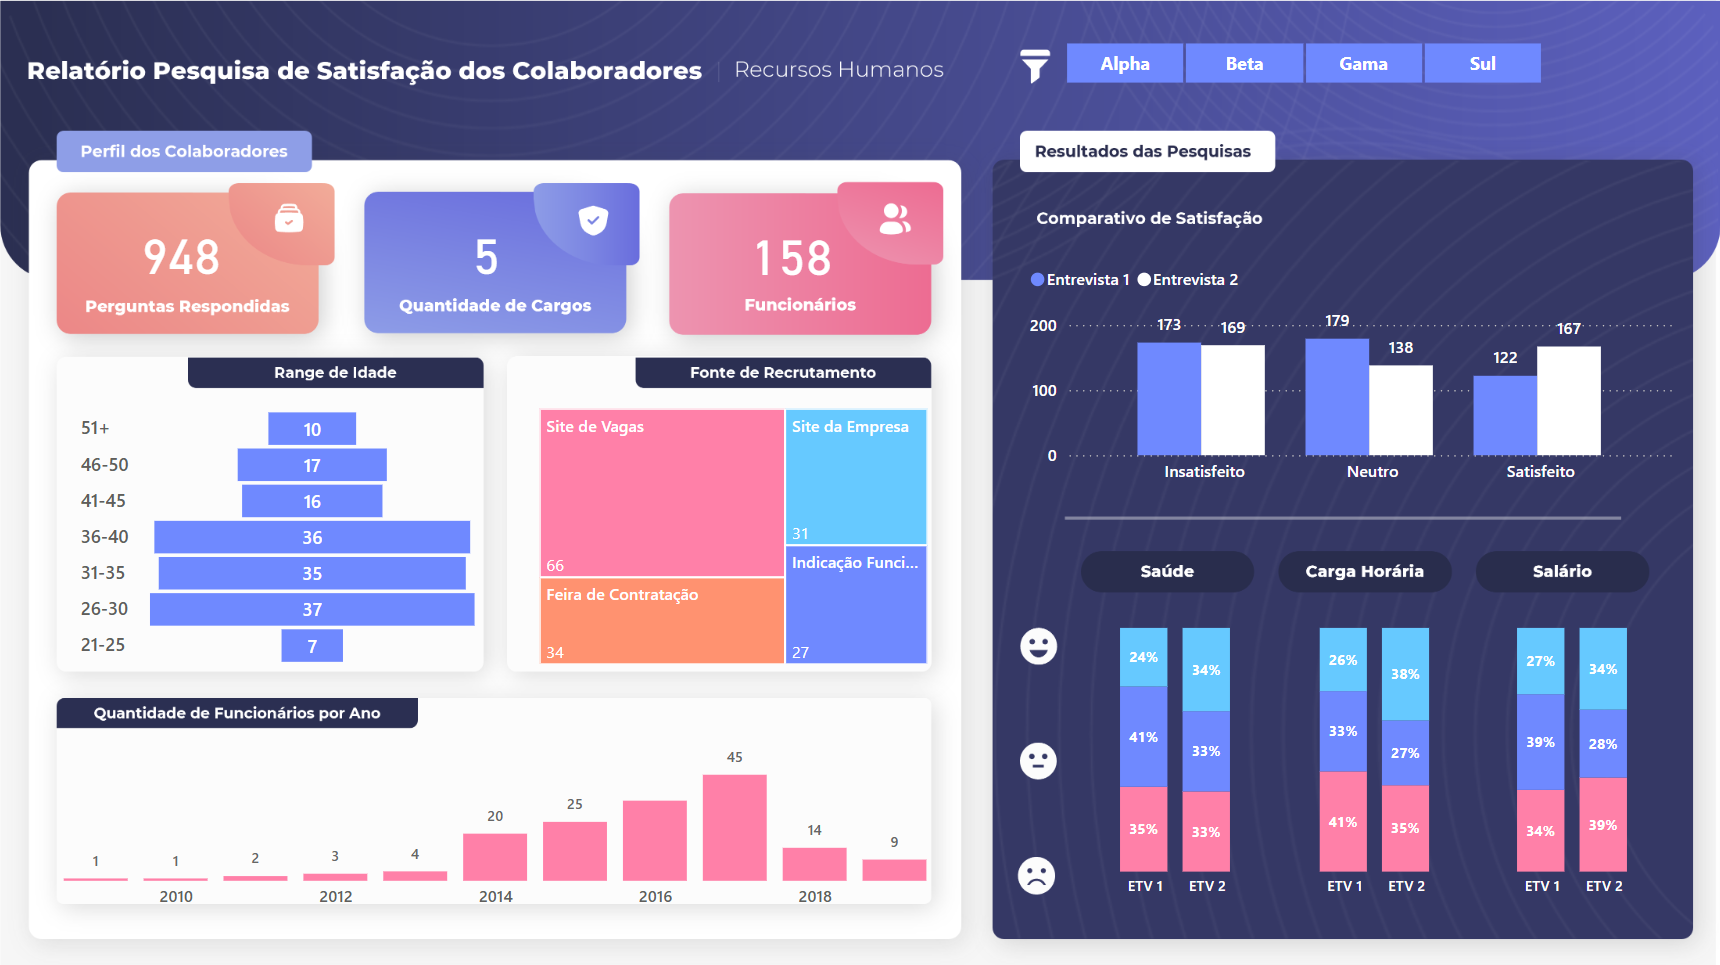 Relatório Pesquisa de Satisfação dos Colaboradores | Recursos Humanos
Alpha
Beta
Gama
Sul
Perfil dos Colaboradores
948
Perguntas Respondidas
5
Quantidade de Cargos
158
Funcionários
Range de Idade
51+ 10
46-50 17
41-45 16
36-40 36
31-35 35
26-30 37
21-25 7
Fonte de Recrutamento
Site de Vagas
66
Feira de Contratação
34
Site da Empresa
31
Indicação Funci...
27
Quantidade de Funcionários por Ano
1 1 2 3 4 20 25 45 14 9
2010 2012 2014 2016 2018
Resultados das Pesquisas
Comparativo de Satisfação
Entrevista 1 Entrevista 2
200
100
0
173 169 179 138 122 167
Insatisfeito Neutro Satisfeito
Saúde
24% 34%
41% 33%
35% 33%
ETV 1 ETV 2
Carga Horária
26% 38%
33% 27%
41% 35%
ETV 1 ETV 2
Salário
27% 34%
39% 28%
34% 39%
ETV 1 ETV 2